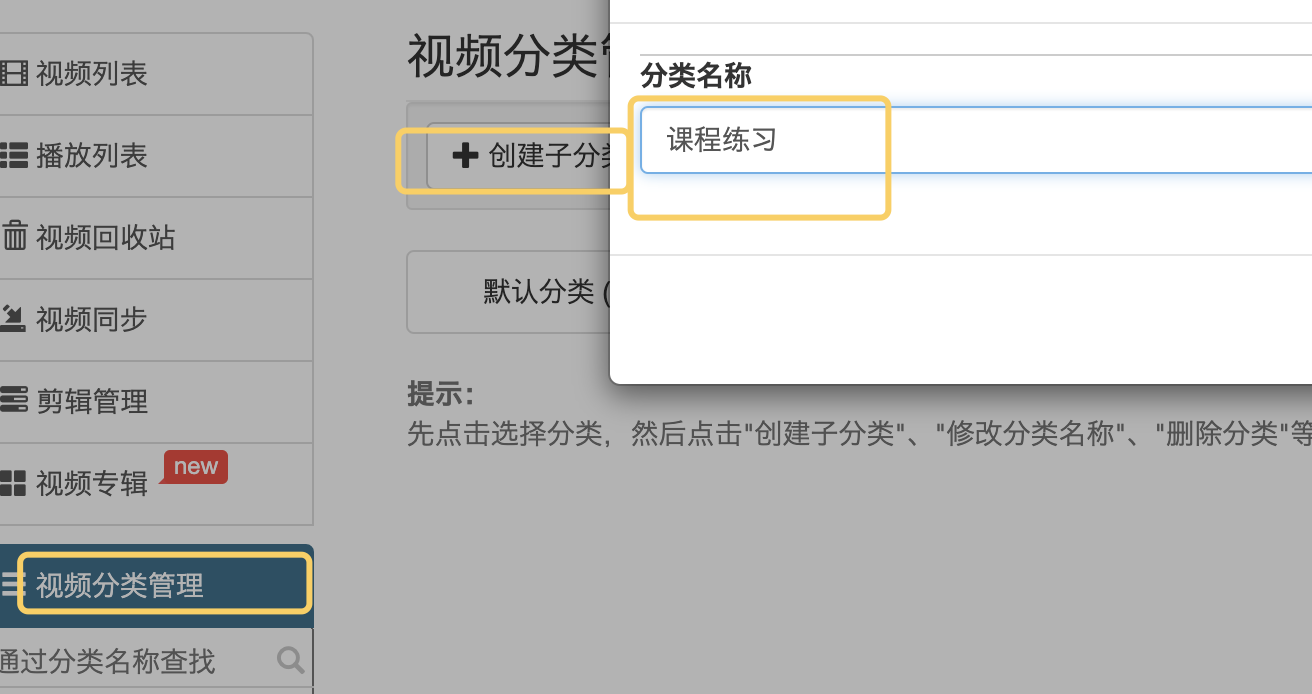 视频列表
播放列表
视频回收站
视频同步
剪辑管理
视频专辑
new
视频分类管理
通过分类名称查找
视频分类管
创建子分类
默认分类 (
提示：
先点击选择分类，然后点击"创建子分类"、"修改分类名称"、"删除分类"等
分类名称
课程练习